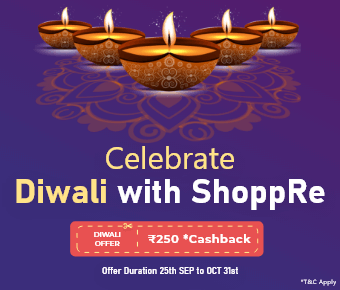 Celebrate
Diwali with ShoppRe
DIWALI OFFER
₹250 *Cashback
Offer Duration 25th SEP to OCT 31st
*T&C Apply